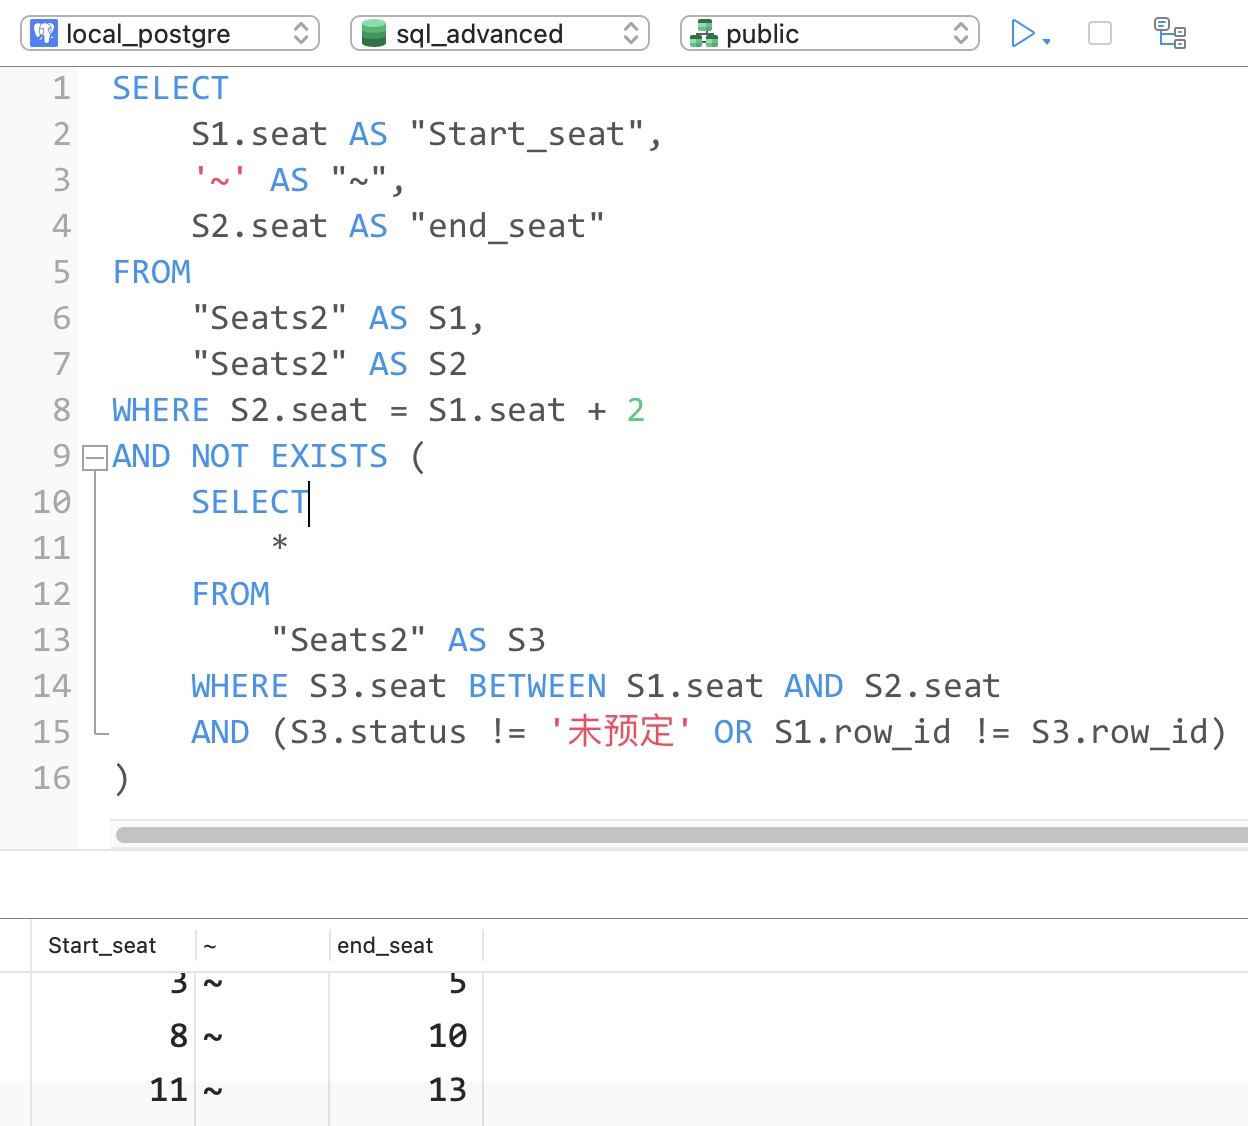 local_postgre sql_advanced public
1 SELECT
2 S1.seat AS "Start_seat",
3 '~' AS "~",
4 S2.seat AS "end_seat"
5 FROM
6 "Seats2" AS S1,
7 "Seats2" AS S2
8 WHERE S2.seat = S1.seat + 2
9 AND NOT EXISTS (
10 SELECT
11 *
12 FROM
13 "Seats2" AS S3
14 WHERE S3.seat BETWEEN S1.seat AND S2.seat
15 AND (S3.status != '未预定' OR S1.row_id != S3.row_id)
16 )
Start_seat ~ end_seat
3 ~ 5
8 ~ 10
11 ~ 13